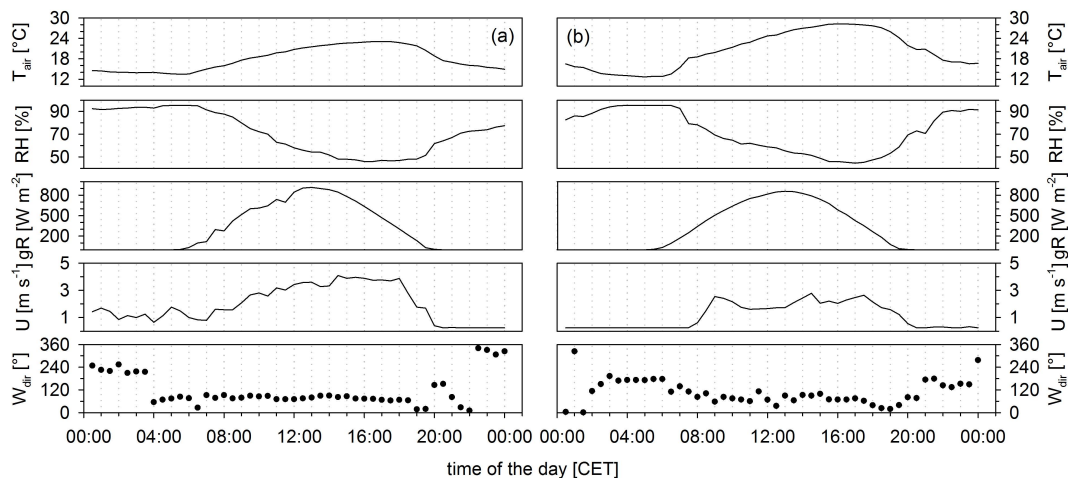 30
24
18
12
T_air [°C]
(a)
(b)
30
24
18
12
T_air [°C]
90
70
50
RH [%]
90
70
50
RH [%]
800
500
200
gR [W m⁻²]
800
500
200
gR [W m⁻²]
5
3
1
U [m s⁻¹]
5
3
1
U [m s⁻¹]
360
240
120
0
W_dir [°]
360
240
120
0
W_dir [°]
00:00 04:00 08:00 12:00 16:00 20:00 00:00
00:00 04:00 08:00 12:00 16:00 20:00 00:00
time of the day [CET]